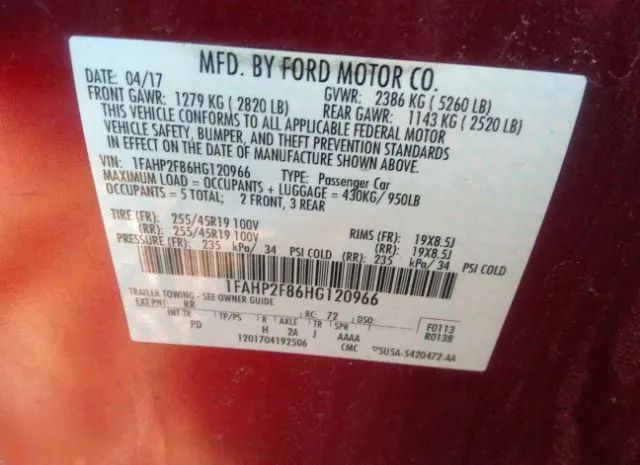 MFD. BY FORD MOTOR CO.
DATE: 04/17 GVWR: 2386 KG ( 5260 LB)
FRONT GAWR: 1279 KG ( 2820 LB) REAR GAWR: 1143 KG ( 2520 LB)
THIS VEHICLE CONFORMS TO ALL APPLICABLE FEDERAL MOTOR
VEHICLE SAFETY, BUMPER, AND THEFT PREVENTION STANDARDS
IN EFFECT ON THE DATE OF MANUFACTURE SHOWN ABOVE.
VIN: 1FAHP2F86HG120966 TYPE: Passenger Car
MAXIMUM LOAD = OCCUPANTS + LUGGAGE = 430KG/ 950LB
OCCUPANTS = 5 TOTAL; 2 FRONT, 3 REAR
TIRE (FR): 255/45R19 100V RIMS (FR): 19X8.5J
(RR): 255/45R19 100V (RR): 19X8.5J
PRESSURE (FR): 235 kPa/ 34 PSI COLD (RR): 235 kPa/ 34 PSI COLD
1FAHP2F86HG120966
TRAILER TOWING - SEE OWNER GUIDE
EXT PNT: RR RC: 72 DSO: F0113
INT TR TP/PS R AXLE TR SPR R0138
PD H 2A J AAAA
1201704192506 CMC 5U5A-5420472-AA